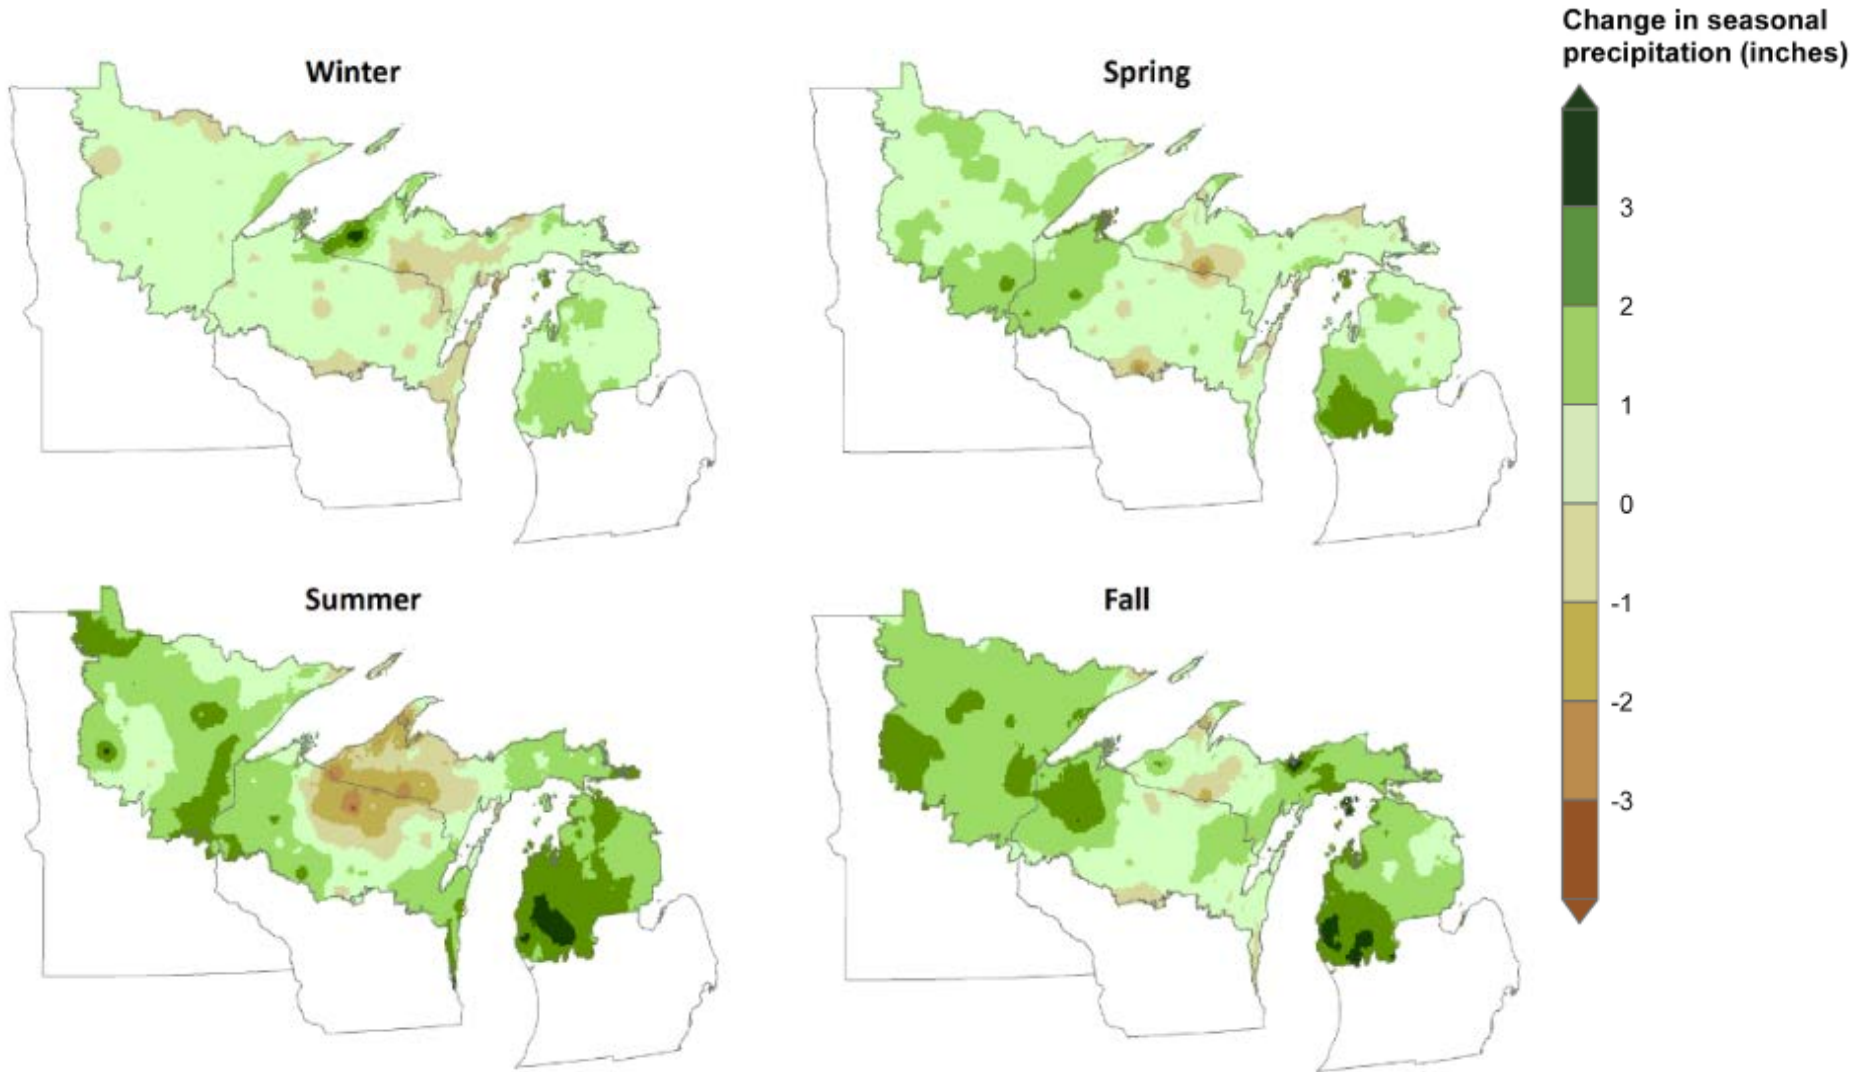 Change in seasonal
precipitation (inches)
Winter
Spring
3
2
1
0
-1
-2
-3
Summer
Fall